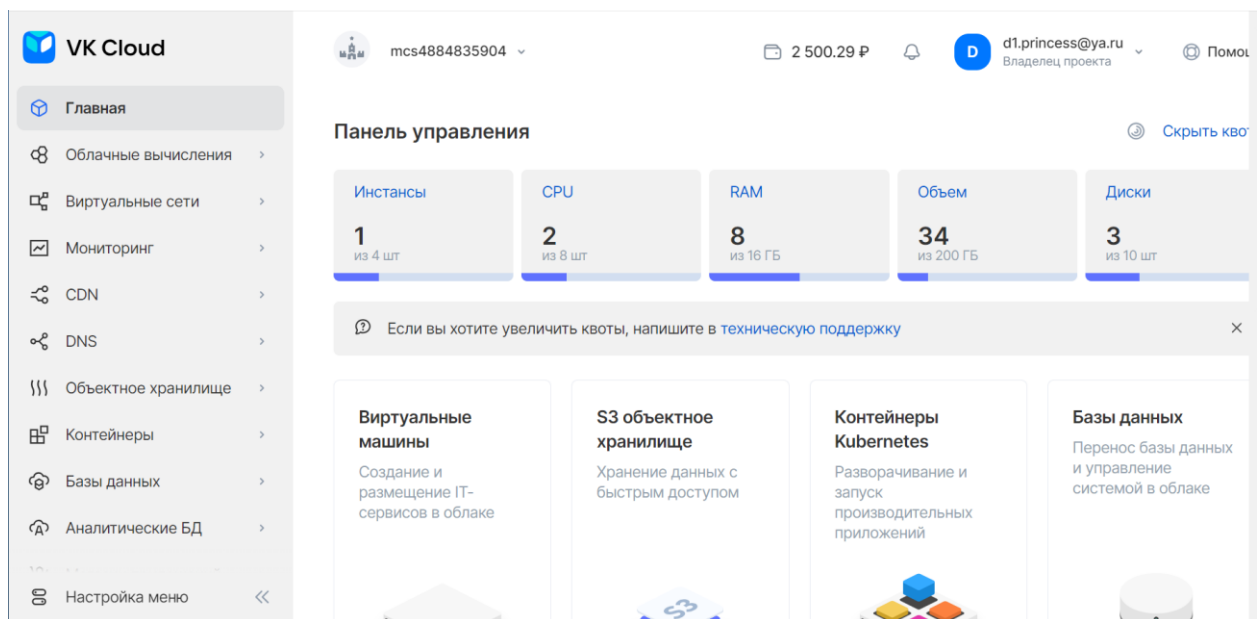 VK Cloud
mcs4884835904
2 500.29 ₽
D
d1.princess@ya.ru
Владелец проекта
Главная
Облачные вычисления
Виртуальные сети
Мониторинг
CDN
DNS
Объектное хранилище
Контейнеры
Базы данных
Аналитические БД
Настройка меню
Панель управления
Инстансы
1
из 4 шт
CPU
2
из 8 шт
RAM
8
из 16 ГБ
Объем
34
из 200 ГБ
Диски
3
из 10 шт
Если вы хотите увеличить квоты, напишите в техническую поддержку
Виртуальные
машины
Создание и
размещение IT-
сервисов в облаке
S3 объектное
хранилище
Хранение данных с
быстрым доступом
S3
Контейнеры
Kubernetes
Разворачивание и
запуск
производительных
приложений
Базы данных
Перенос базы данных
и управление
системой в облаке
Скрыть